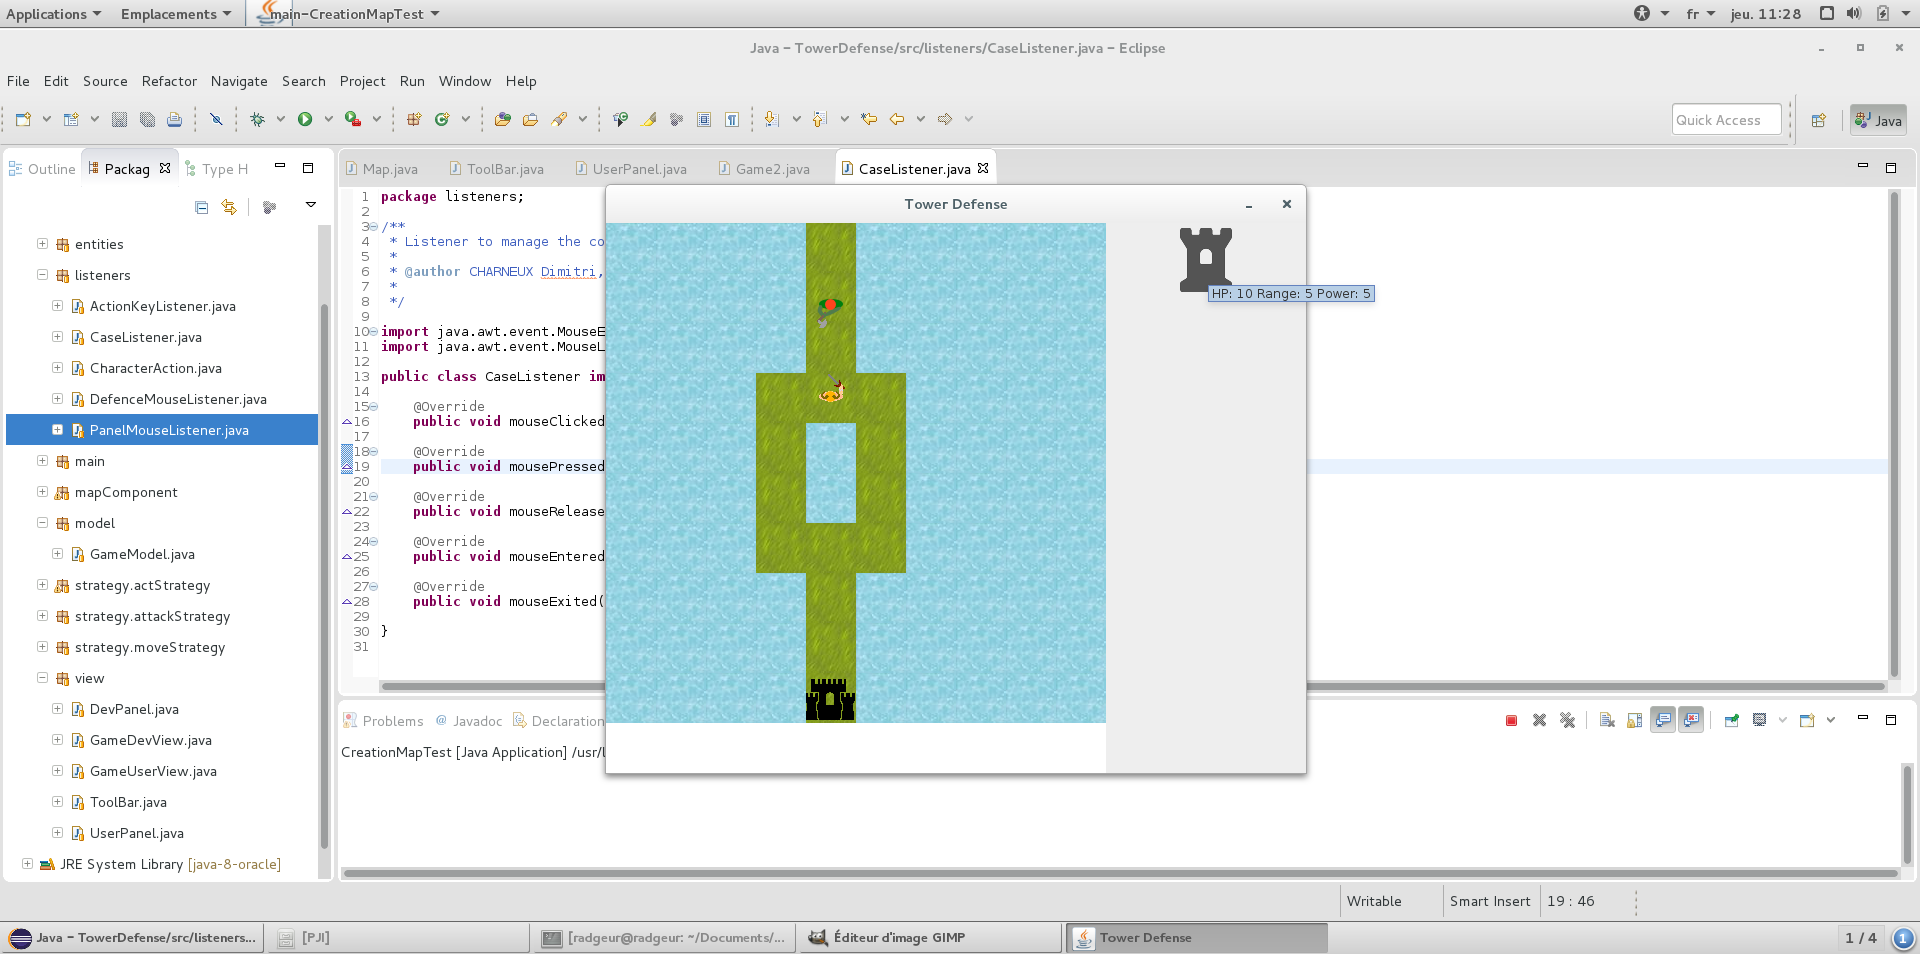 Applications Emplacements main-CreationMapTest fr jeu. 11:28
Java - TowerDefense/src/listeners/CaseListener.java - Eclipse
File Edit Source Refactor Navigate Search Project Run Window Help
Quick Access Java
Outline Packag Type H
entities
listeners
ActionKeyListener.java
CaseListener.java
CharacterAction.java
DefenceMouseListener.java
PanelMouseListener.java
main
mapComponent
model
GameModel.java
strategy.actStrategy
strategy.attackStrategy
strategy.moveStrategy
view
DevPanel.java
GameDevView.java
GameUserView.java
ToolBar.java
UserPanel.java
JRE System Library [java-8-oracle]
Map.java ToolBar.java UserPanel.java Game2.java CaseListener.java
1 package listeners;
2
3 /**
4 * Listener to manage the co
5 *
6 * @author CHARNEUX Dimitri,
7 *
8 */
9
10 import java.awt.event.MouseE
11 import java.awt.event.MouseL
12
13 public class CaseListener im
14
15 @Override
16 public void mouseClicked
17
18 @Override
19 public void mousePressed
20
21 @Override
22 public void mouseRelease
23
24 @Override
25 public void mouseEntered
26
27 @Override
28 public void mouseExited(
29
30 }
31
Tower Defense
HP: 10 Range: 5 Power: 5
Problems @ Javadoc Declaration
CreationMapTest [Java Application] /usr/l
Writable Smart Insert 19 : 46
Java - TowerDefense/src/listeners... [PJI] [radgeur@radgeur: ~/Documents/... Éditeur d'image GIMP Tower Defense 1 / 4 1